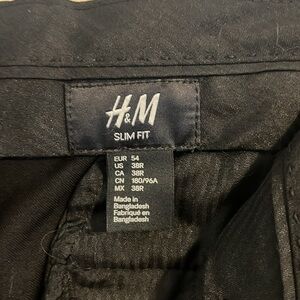 H&M
SLIM FIT
EUR 54
US 38R
CA 38R
CN 180/96A
MX 38R
Made in
Bangladesh
Fabriqué en
Bangladesh